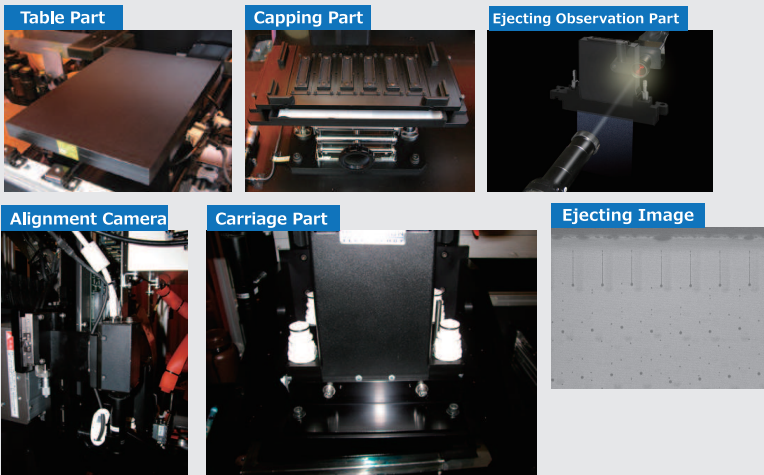 Table Part
Capping Part
Ejecting Observation Part
Alignment Camera
Carriage Part
Ejecting Image